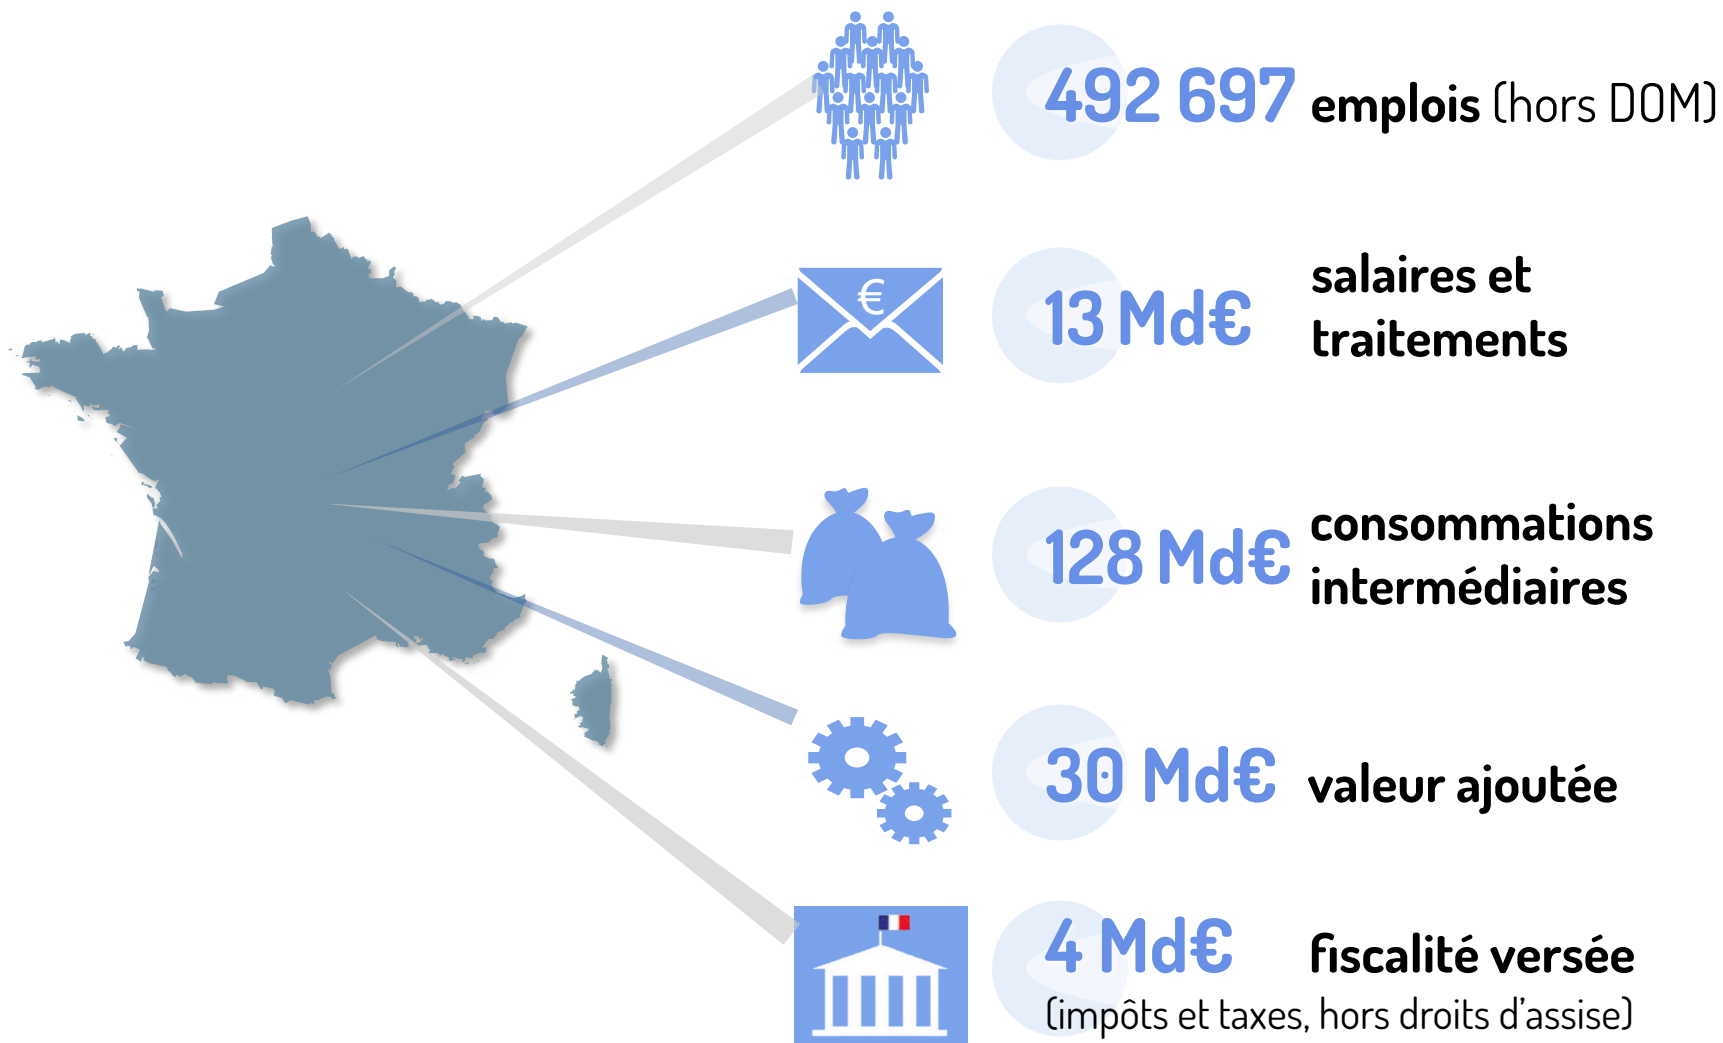 492 697 emplois (hors DOM)
€
13 Md€ salaires et
traitements
128 Md€ consommations
intermédiaires
30 Md€ valeur ajoutée
4 Md€ fiscalité versée
(impôts et taxes, hors droits d'assise)